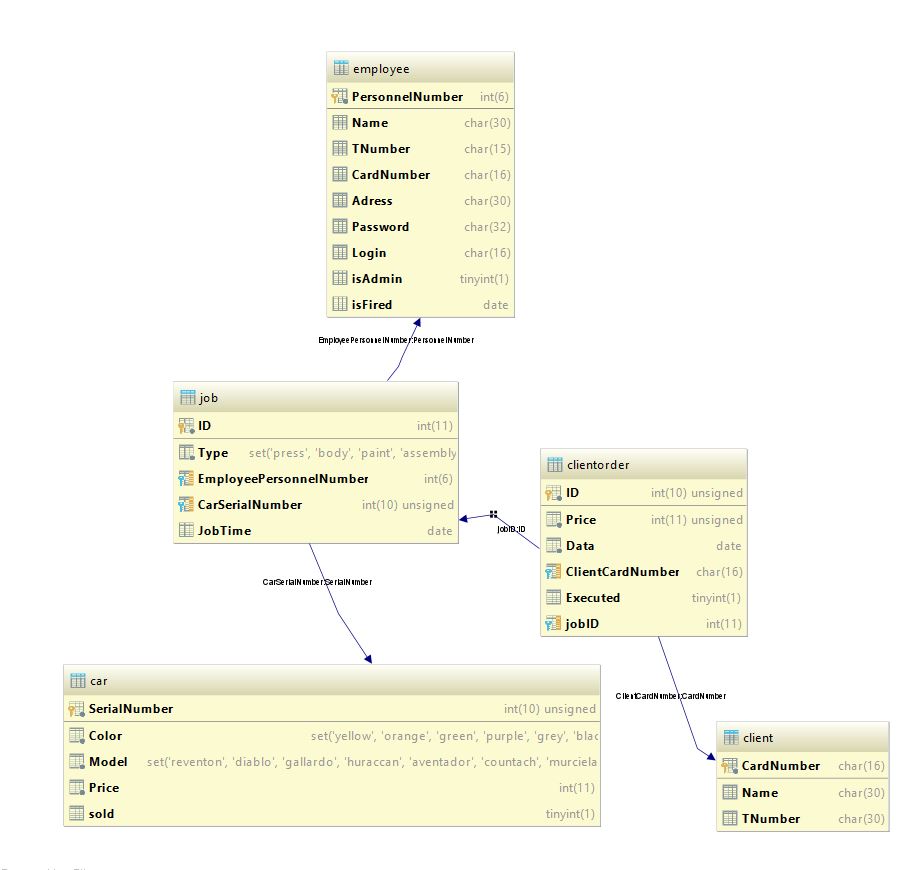 employee
PersonnelNumber int(6)
Name char(30)
TNumber char(15)
CardNumber char(16)
Adress char(30)
Password char(32)
Login char(16)
isAdmin tinyint(1)
isFired date
EmployeePersonnelNumber:PersonnelNumber
job
ID int(11)
Type set('press', 'body', 'paint', 'assembly
EmployeePersonnelNumber int(6)
CarSerialNumber int(10) unsigned
JobTime date
clientorder
ID int(10) unsigned
Price int(11) unsigned
Data date
ClientCardNumber char(16)
Executed tinyint(1)
jobID int(11)
jobID:ID
CarSerialNumber:SerialNumber
car
SerialNumber int(10) unsigned
Color set('yellow', 'orange', 'green', 'purple', 'grey', 'blac
Model set('reventon', 'diablo', 'gallardo', 'huraccan', 'aventador', 'countach', 'murciela
Price int(11)
sold tinyint(1)
ClientCardNumber:CardNumber
client
CardNumber char(16)
Name char(30)
TNumber char(30)